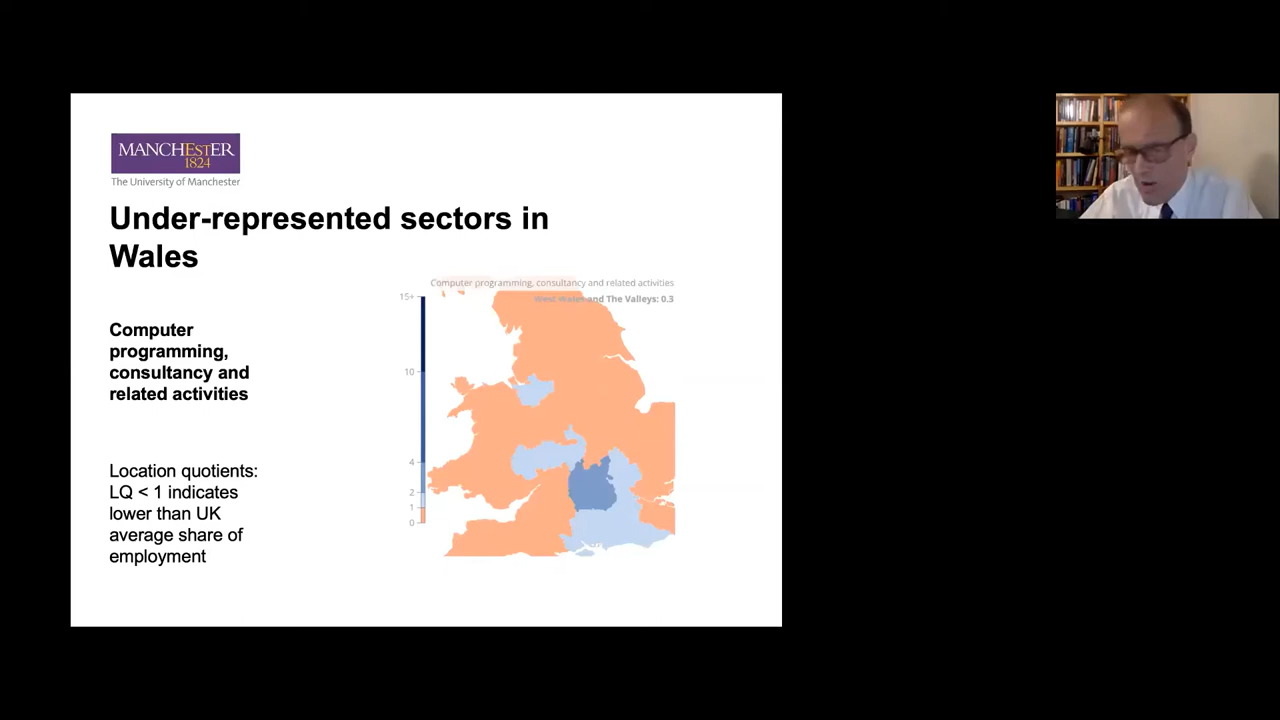 MANCHEsTER
1824
The University of Manchester
Under-represented sectors in
Wales
Computer
programming,
consultancy and
related activities
Location quotients:
LQ < 1 indicates
lower than UK
average share of
employment
Computer programming, consultancy and related activities
West Wales and The Valleys: 0.3
15+
10
4
2
1
0